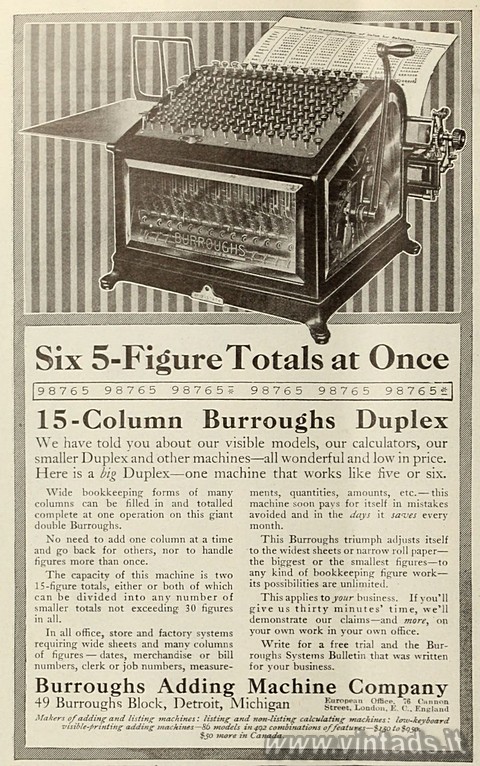 BURROUGHS
Six 5-Figure Totals at Once
98765 98765 98765* 98765 98765 98765*
15-Column Burroughs Duplex
We have told you about our visible models, our calculators, our
smaller Duplex and other machines—all wonderful and low in price.
Here is a big Duplex—one machine that works like five or six.
Wide bookkeeping forms of many
columns can be filled in and totalled
complete at one operation on this giant
double Burroughs.
No need to add one column at a time
and go back for others, nor to handle
figures more than once.
The capacity of this machine is two
15-figure totals, either or both of which
can be divided into any number of
smaller totals not exceeding 30 figures
in all.
In all office, store and factory systems
requiring wide sheets and many columns
of figures—dates, merchandise or bill
numbers, clerk or job numbers, measure-
ments, quantities, amounts, etc.—this
machine soon pays for itself in mistakes
avoided and in the days it saves every
month.
This Burroughs triumph adjusts itself
to the widest sheets or narrow roll paper—
the biggest or the smallest figures—to
any kind of bookkeeping figure work—
its possibilities are unlimited.
This applies to your business. If you'll
give us thirty minutes' time, we'll
demonstrate our claims—and more, on
your own work in your own office.
Write for a free trial and the Bur-
roughs Systems Bulletin that was written
for your business.
Burroughs Adding Machine Company
49 Burroughs Block, Detroit, Michigan
European Office, 76 Cannon
Street, London, E. C., England
Makers of adding and listing machines: listing and non-listing calculating machines: low-keyboard
visible-printing adding machines—86 models in 492 combinations of features—$150 to $950.
$50 more in Canada.
www.vintads.it